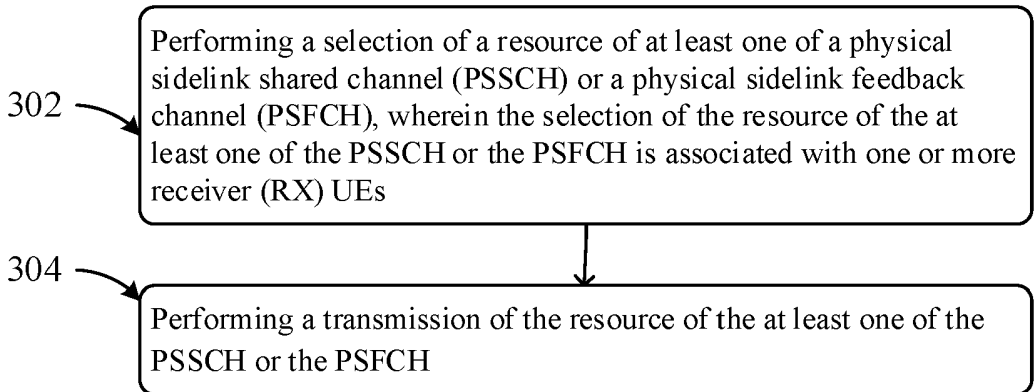 302
Performing a selection of a resource of at least one of a physical
sidelink shared channel (PSSCH) or a physical sidelink feedback
channel (PSFCH), wherein the selection of the resource of the at
least one of the PSSCH or the PSFCH is associated with one or more
receiver (RX) UEs
304
Performing a transmission of the resource of the at least one of the
PSSCH or the PSFCH